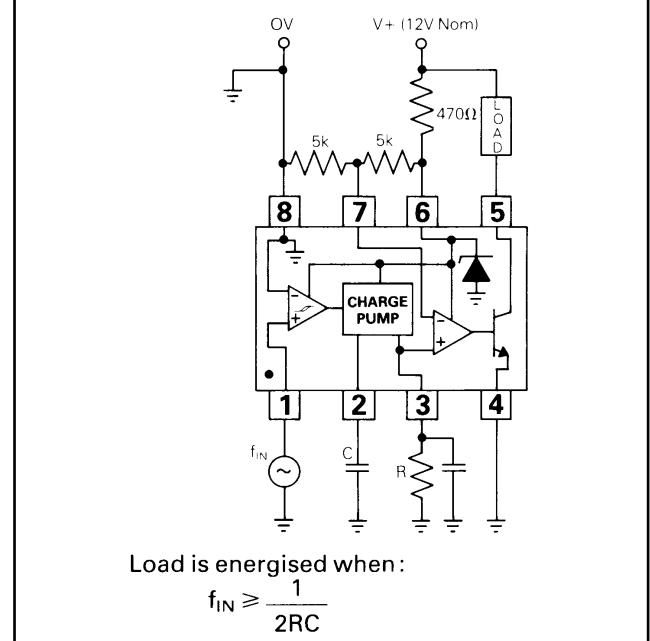 OV V+ (12V Nom)
470Ω
LOAD
5k 5k
8 7 6 5
−
+
CHARGE
PUMP
−
+
1 2 3 4
fIN
C
R
Load is energised when :
fIN ⩾ 1
2RC